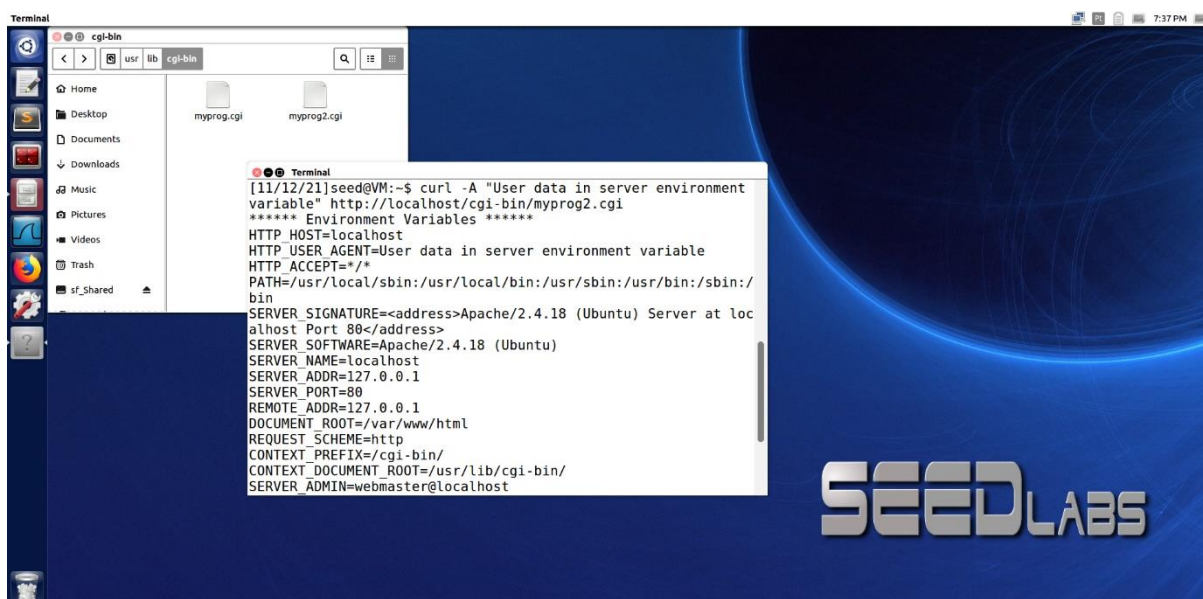 Terminal
Pt
7:37 PM
cgi-bin
usr lib cgi-bin
Home
Desktop
Documents
Downloads
Music
Pictures
Videos
Trash
sf_Shared
myprog.cgi myprog2.cgi
Terminal
[11/12/21]seed@VM:~$ curl -A "User data in server environment
variable" http://localhost/cgi-bin/myprog2.cgi
****** Environment Variables ******
HTTP_HOST=localhost
HTTP_USER_AGENT=User data in server environment variable
HTTP_ACCEPT=*/*
PATH=/usr/local/sbin:/usr/local/bin:/usr/sbin:/usr/bin:/sbin:/
bin
SERVER_SIGNATURE=<address>Apache/2.4.18 (Ubuntu) Server at loc
alhost Port 80</address>
SERVER_SOFTWARE=Apache/2.4.18 (Ubuntu)
SERVER_NAME=localhost
SERVER_ADDR=127.0.0.1
SERVER_PORT=80
REMOTE_ADDR=127.0.0.1
DOCUMENT_ROOT=/var/www/html
REQUEST_SCHEME=http
CONTEXT_PREFIX=/cgi-bin/
CONTEXT_DOCUMENT_ROOT=/usr/lib/cgi-bin/
SERVER_ADMIN=webmaster@localhost
SEEDLABS